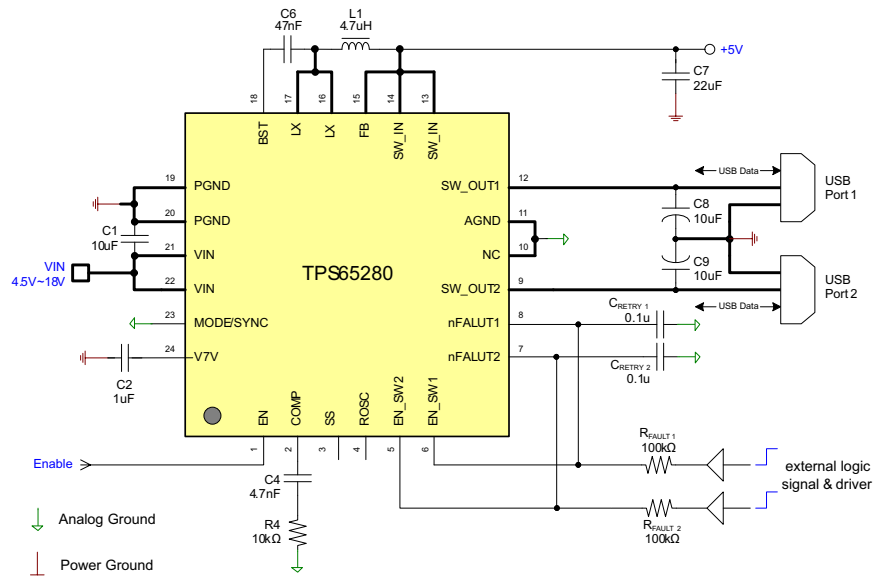 C6
47nF
L1
4.7uH
+5V
C7
22uF
18
17
16
15
14
13
BST
LX
LX
FB
SW_IN
SW_IN
19
PGND
SW_OUT1
12
USB Data
USB
Port 1
20
PGND
AGND
11
C8
10uF
C1
10uF
21
VIN
NC
10
VIN
4.5V~18V
TPS65280
C9
10uF
22
VIN
SW_OUT2
9
USB
Port 2
USB Data
23
MODE/SYNC
nFALUT1
8
CRETRY 1
0.1u
24
V7V
nFALUT2
7
CRETRY 2
0.1u
C2
1uF
EN
COMP
SS
ROSC
EN_SW2
EN_SW1
1
2
3
4
5
6
Enable
C4
4.7nF
RFAULT 1
100kΩ
external logic
signal & driver
R4
10kΩ
RFAULT 2
100kΩ
Analog Ground
Power Ground